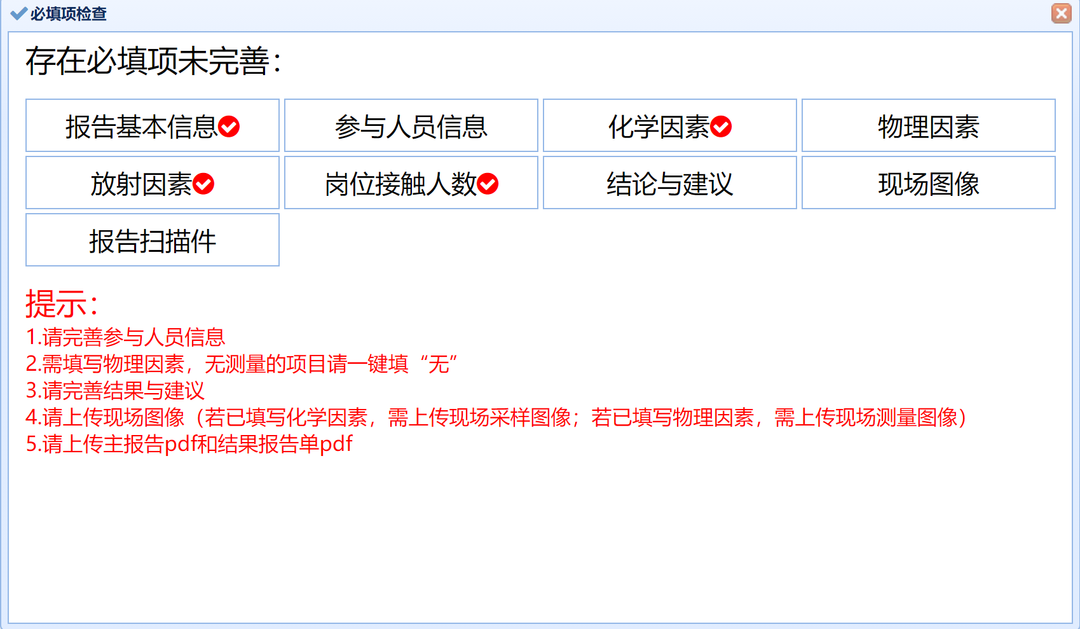 必填项检查
存在必填项未完善：
报告基本信息 参与人员信息 化学因素 物理因素
放射因素 岗位接触人数 结论与建议 现场图像
报告扫描件
提示：
1.请完善参与人员信息
2.需填写物理因素，无测量的项目请一键填“无”
3.请完善结果与建议
4.请上传现场图像（若已填写化学因素，需上传现场采样图像；若已填写物理因素，需上传现场测量图像）
5.请上传主报告pdf和结果报告单pdf